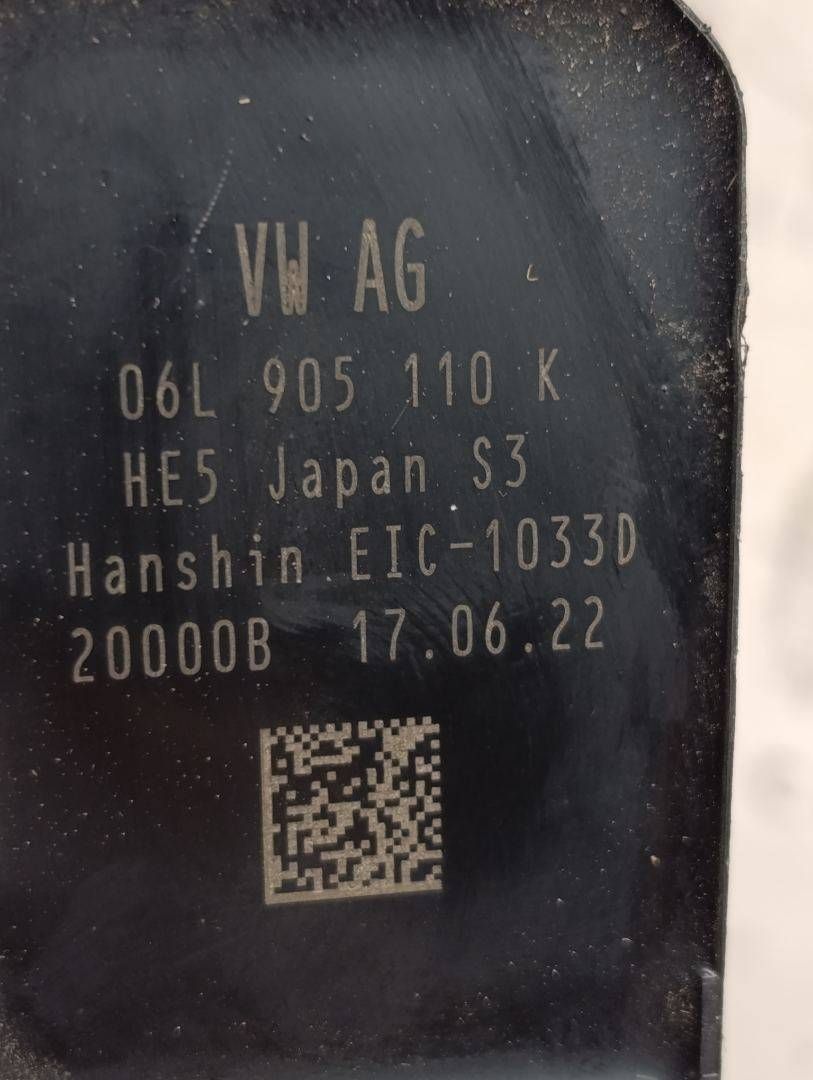 VW AG
06L 905 110 K
HE5 Japan S3
Hanshin EIC-1033D
20000B 17.06.22